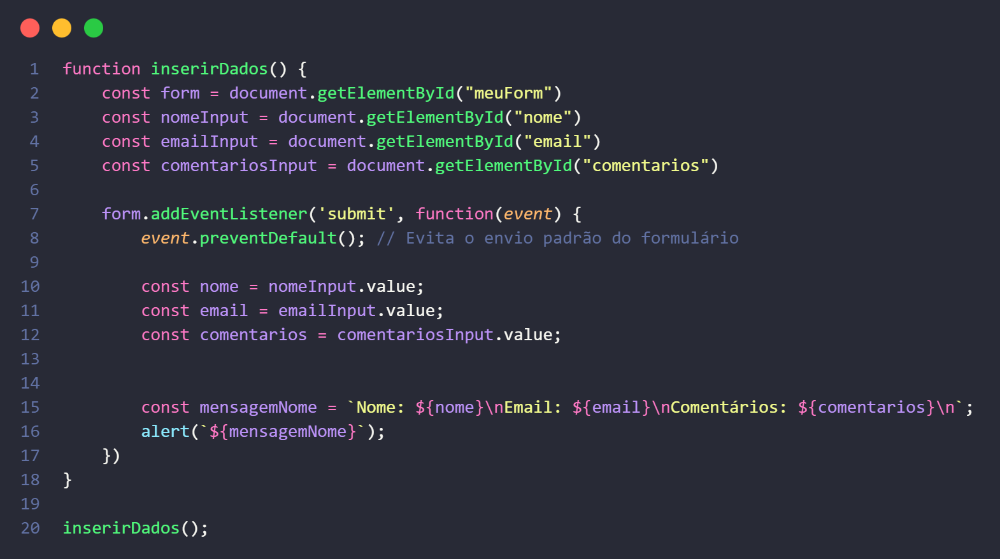 1 function inserirDados() {
2 const form = document.getElementById("meuForm")
3 const nomeInput = document.getElementById("nome")
4 const emailInput = document.getElementById("email")
5 const comentariosInput = document.getElementById("comentarios")
6
7 form.addEventListener('submit', function(event) {
8 event.preventDefault(); // Evita o envio padrão do formulário
9
10 const nome = nomeInput.value;
11 const email = emailInput.value;
12 const comentarios = comentariosInput.value;
13
14
15 const mensagemNome = `Nome: ${nome}\nEmail: ${email}\nComentários: ${comentarios}\n`;
16 alert(`${mensagemNome}`);
17 })
18 }
19
20 inserirDados();